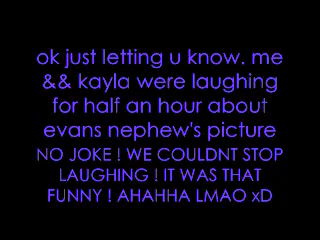 ok just letting u know. me
&& kayla were laughing
for half an hour about
evans nephew's picture
NO JOKE ! WE COULDNT STOP
LAUGHING ! IT WAS THAT
FUNNY ! AHAHHA LMAO xD